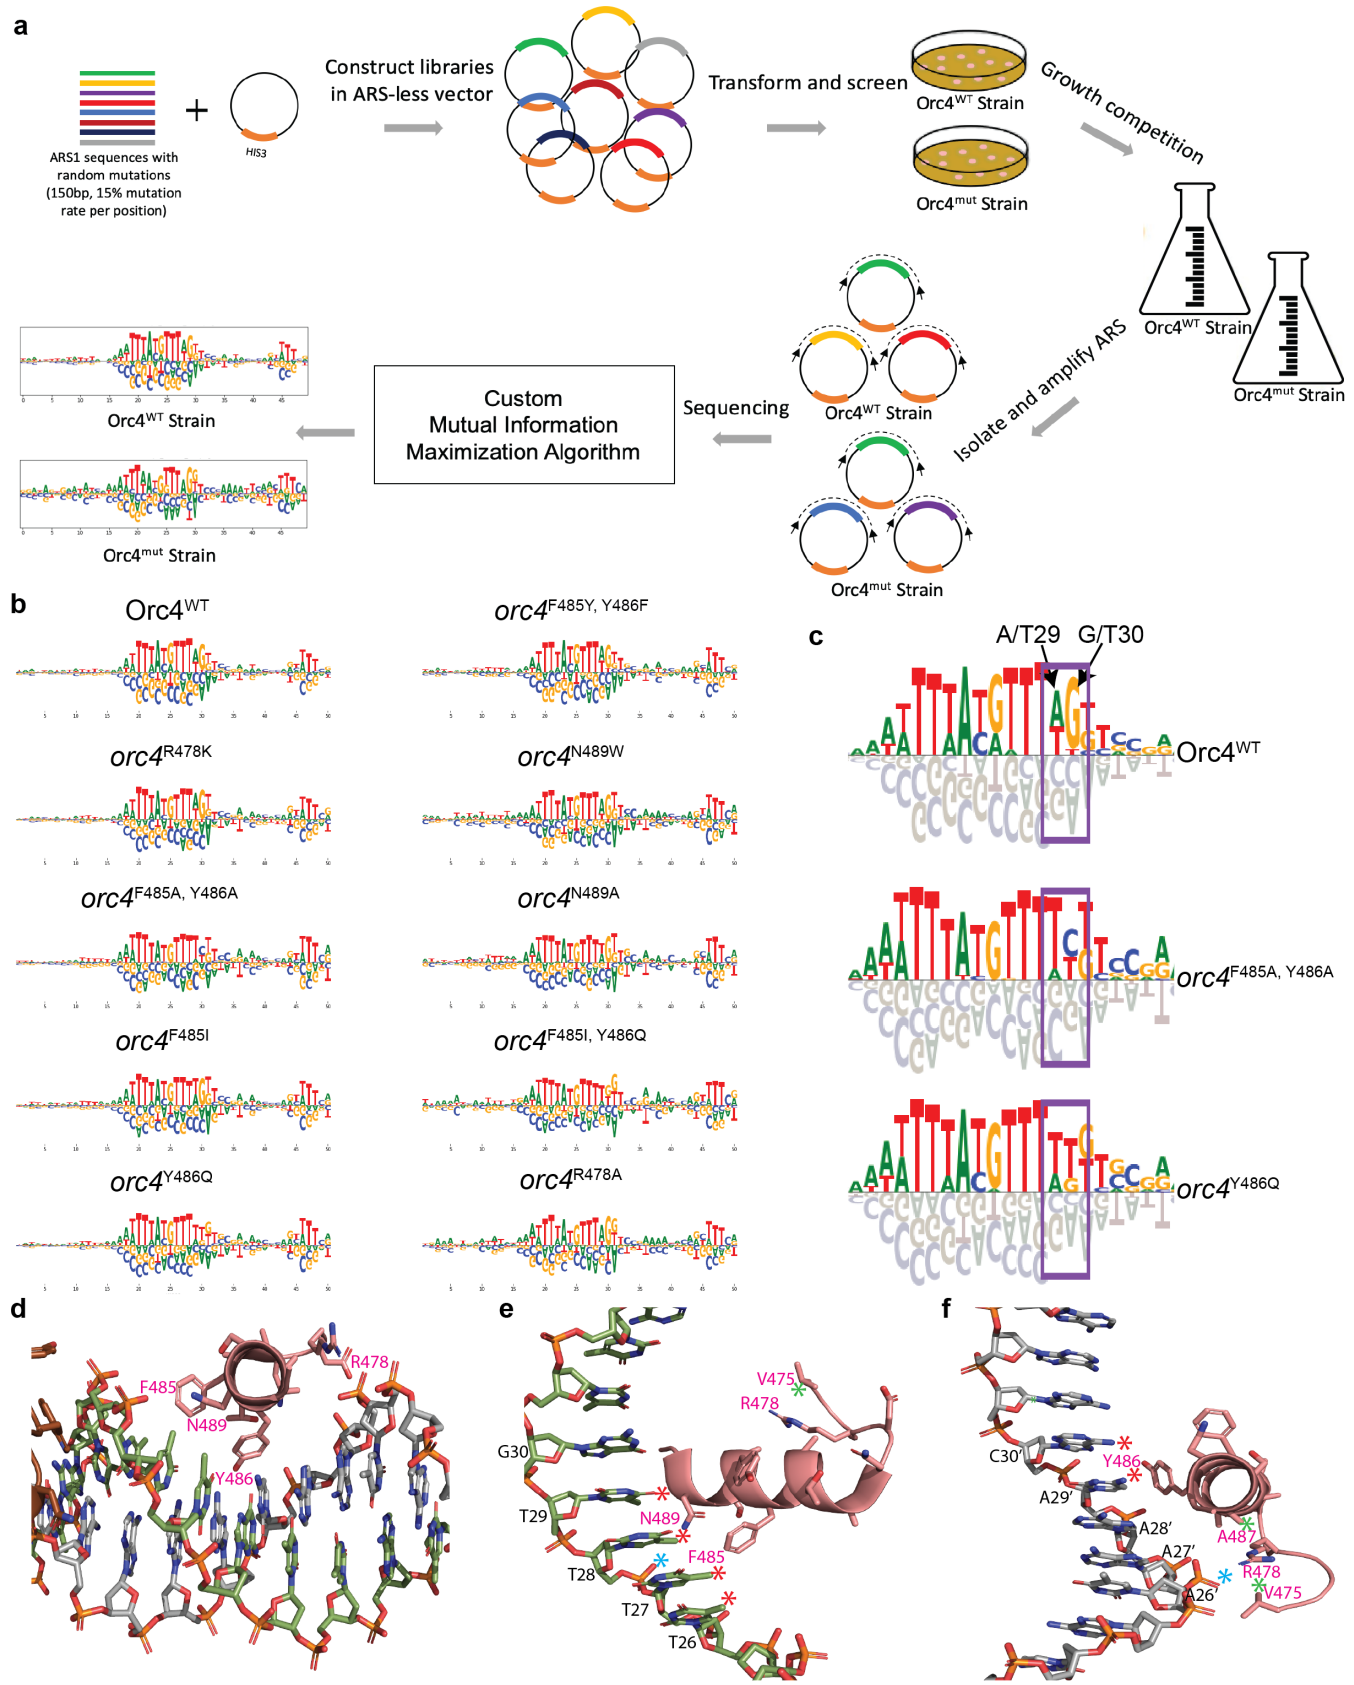 a
ARS1 sequences with
random mutations
(150bp, 15% mutation
rate per position)
+
HIS3
Construct libraries
in ARS-less vector
Transform and screen
Orc4WT Strain
Orc4mut Strain
Growth competition
Orc4WT Strain
Orc4mut Strain
Isolate and amplify ARS
Orc4WT Strain
Orc4mut Strain
Sequencing
Custom
Mutual Information
Maximization Algorithm
Orc4WT Strain
Orc4mut Strain
b
Orc4WT
orc4F485Y, Y486F
orc4R478K
orc4N489W
orc4F485A, Y486A
orc4N489A
orc4F485I
orc4F485I, Y486Q
orc4Y486Q
orc4R478A
c
A/T29 G/T30
Orc4WT
orc4F485A, Y486A
orc4Y486Q
d
R478
F485
N489
Y486
e
V475
R478
G30
T29
N489
F485
T28
T27
T26
f
C30′
Y486
A29′
A28′
A27′
A487
R478
A26′
V475